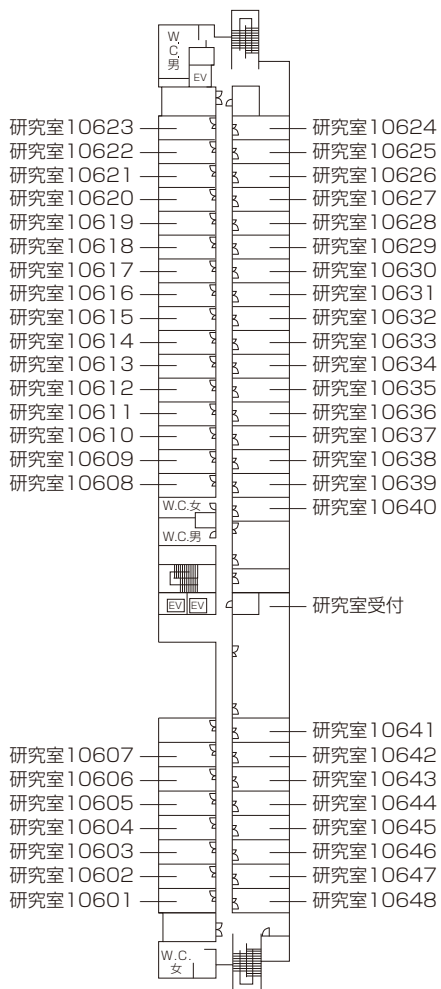 W.C.男
EV
研究室10623 研究室10624
研究室10622 研究室10625
研究室10621 研究室10626
研究室10620 研究室10627
研究室10619 研究室10628
研究室10618 研究室10629
研究室10617 研究室10630
研究室10616 研究室10631
研究室10615 研究室10632
研究室10614 研究室10633
研究室10613 研究室10634
研究室10612 研究室10635
研究室10611 研究室10636
研究室10610 研究室10637
研究室10609 研究室10638
研究室10608 研究室10639
W.C.女 研究室10640
W.C.男
EV EV 研究室受付
研究室10641
研究室10607 研究室10642
研究室10606 研究室10643
研究室10605 研究室10644
研究室10604 研究室10645
研究室10603 研究室10646
研究室10602 研究室10647
研究室10601 研究室10648
W.C.
女